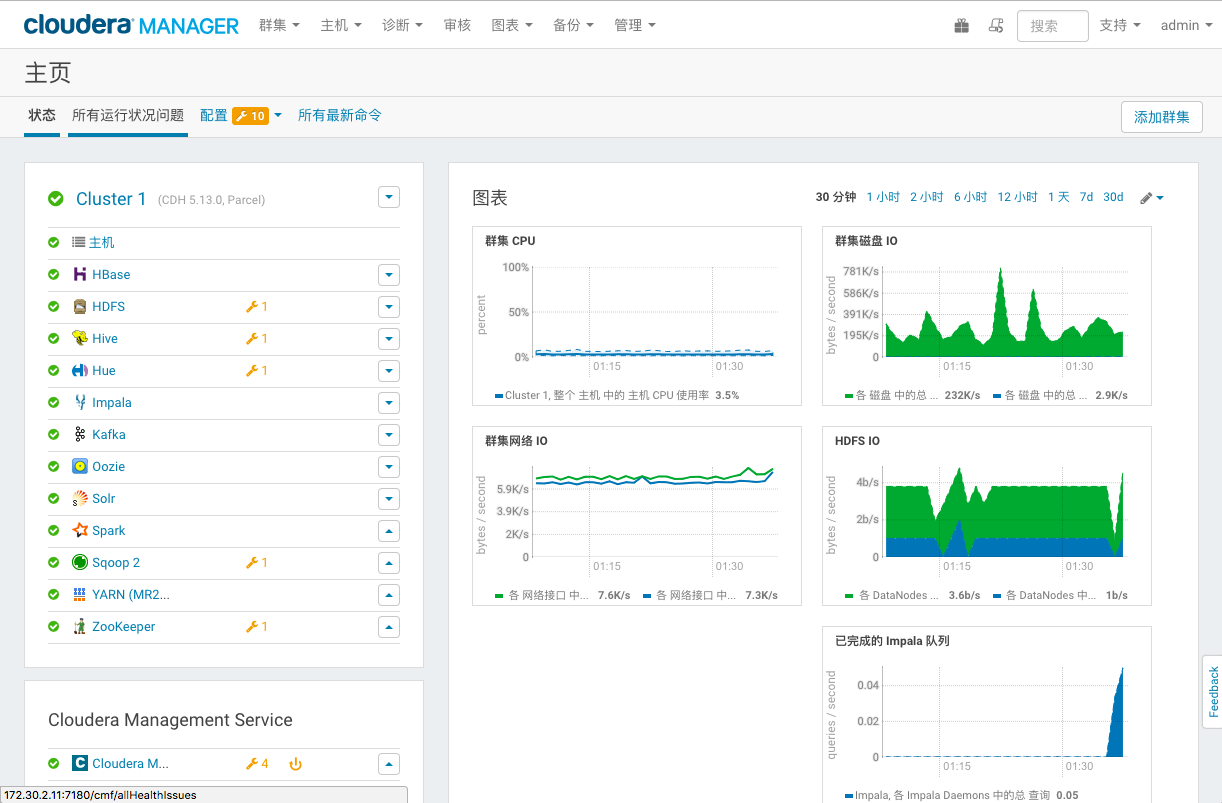 cloudera MANAGER 群集 主机 诊断 审核 图表 备份 管理 搜索 支持 admin
主页
状态 所有运行状况问题 配置 10 所有最新命令 添加群集
Cluster 1 (CDH 5.13.0, Parcel)
主机
HBase
HDFS 1
Hive 1
Hue 1
Impala
Kafka
Oozie
Solr
Spark
Sqoop 2 1
YARN (MR2...
ZooKeeper 1
Cloudera Management Service
Cloudera M... 4
172.30.2.11:7180/cmf/allHealthIssues
图表 30 分钟 1 小时 2 小时 6 小时 12 小时 1 天 7d 30d
群集 CPU
percent
100%
50%
0%
01:15 01:30
Cluster 1, 整个 主机 中的 主机 CPU 使用率 3.5%
群集磁盘 IO
bytes / second
781K/s
586K/s
391K/s
195K/s
0
01:15 01:30
各 磁盘 中的总 ... 232K/s 各 磁盘 中的总 ... 2.9K/s
群集网络 IO
bytes / second
5.9K/s
3.9K/s
2K/s
0
01:15 01:30
各 网络接口 中... 7.6K/s 各 网络接口 中... 7.3K/s
HDFS IO
bytes / second
4b/s
2b/s
0
01:15 01:30
各 DataNodes ... 3.6b/s 各 DataNodes 中... 1b/s
已完成的 Impala 队列
queries / second
0.04
0.02
0
01:15 01:30
Impala, 各 Impala Daemons 中的总 查询 0.05
Feedback